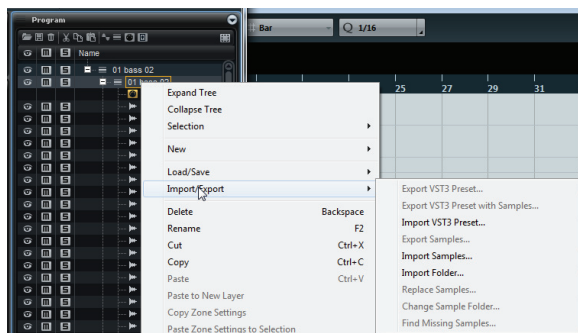 Program
Bar
Q 1/16
Name
01 bass 02
01 bass 02
25 27 29 31
Expand Tree
Collapse Tree
Selection
New
Load/Save
Import/Export
Delete Backspace
Rename F2
Cut Ctrl+X
Copy Ctrl+C
Paste Ctrl+V
Paste to New Layer
Copy Zone Settings
Paste Zone Settings to Selection
Export VST3 Preset...
Export VST3 Preset with Samples...
Import VST3 Preset...
Export Samples...
Import Samples...
Import Folder...
Replace Samples...
Change Sample Folder...
Find Missing Samples...